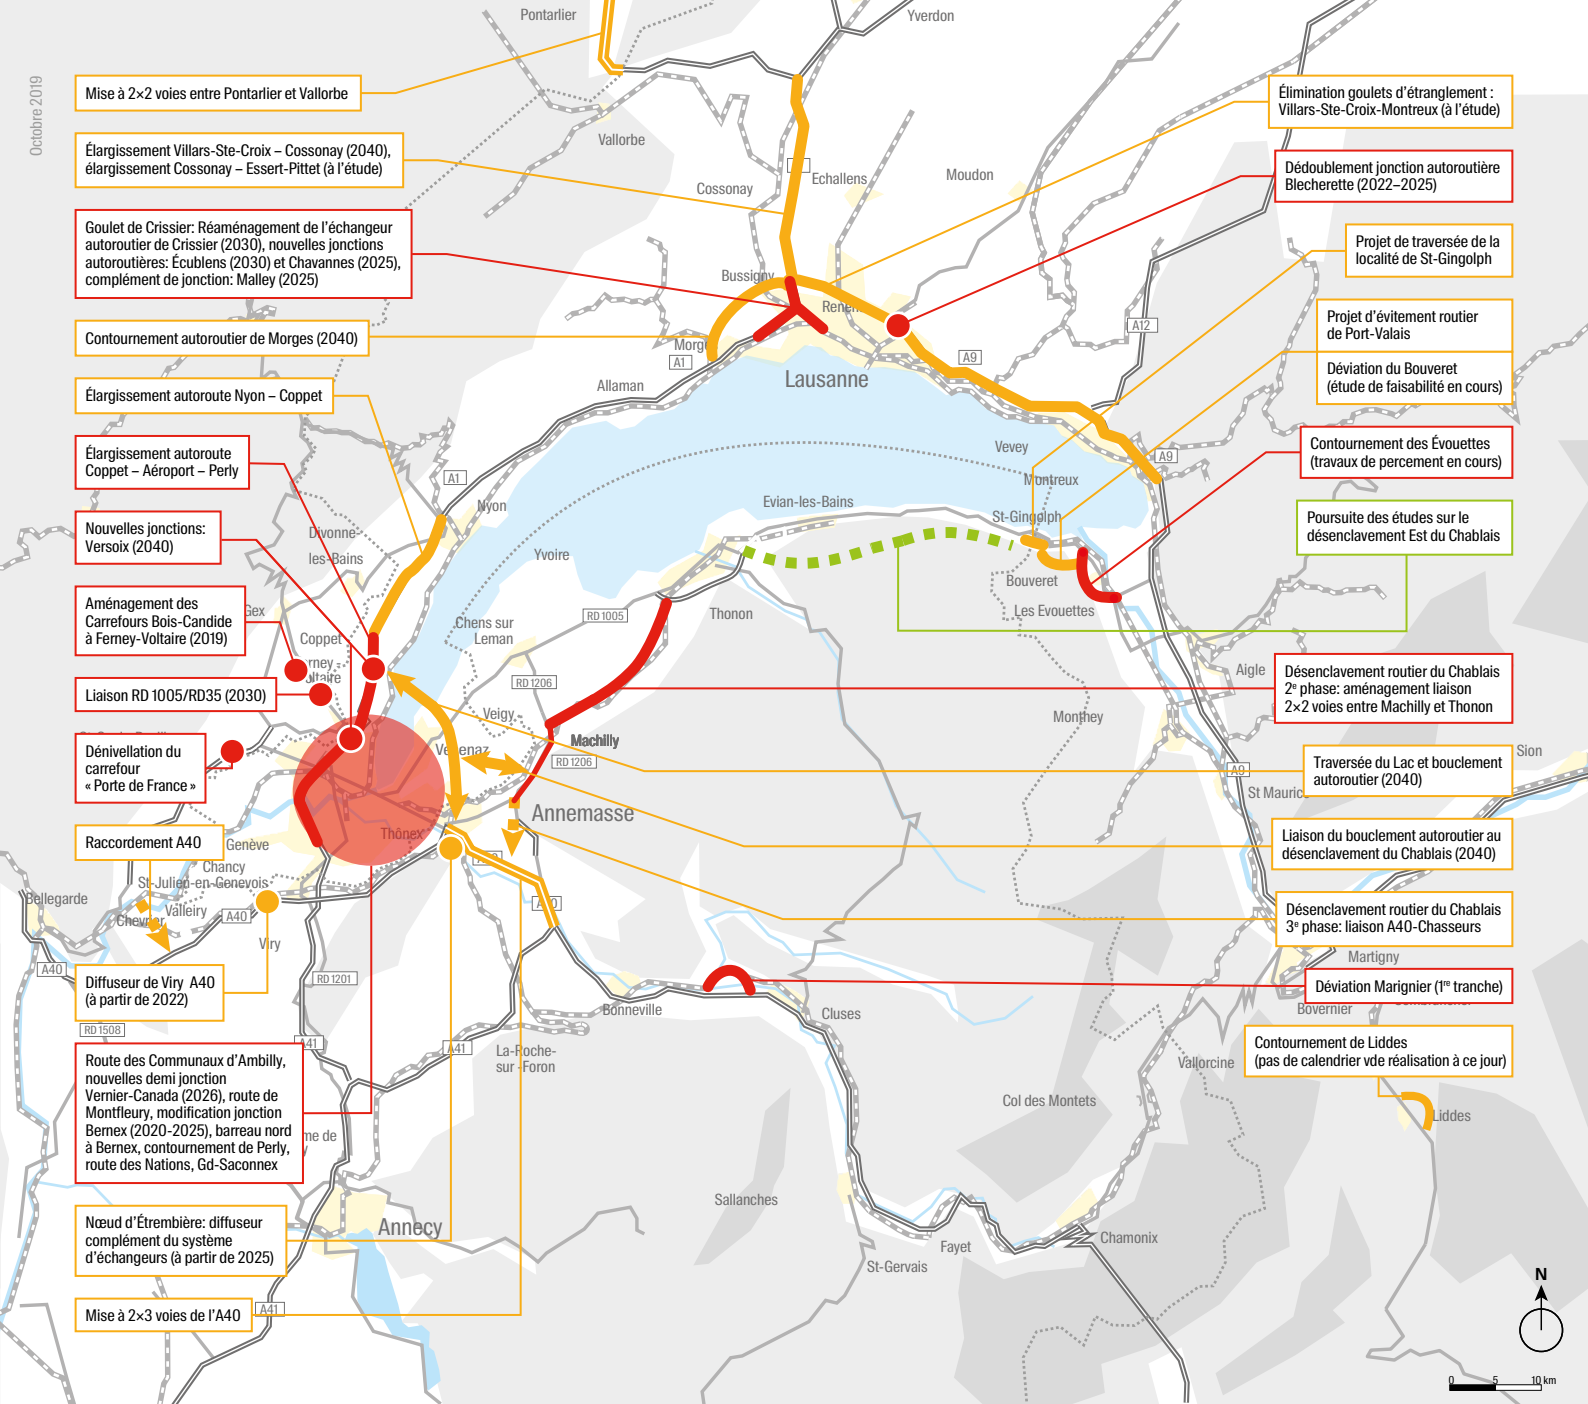 Octobre 2019
Mise à 2×2 voies entre Pontarlier et Vallorbe
Élargissement Villars-Ste-Croix – Cossonay (2040),
élargissement Cossonay – Essert-Pittet (à l'étude)
Goulet de Crissier: Réaménagement de l'échangeur
autoroutier de Crissier (2030), nouvelles jonctions
autoroutières: Écublens (2030) et Chavannes (2025),
complément de jonction: Malley (2025)
Contournement autoroutier de Morges (2040)
Élargissement autoroute Nyon – Coppet
Élargissement autoroute
Coppet – Aéroport – Perly
Nouvelles jonctions:
Versoix (2040)
Aménagement des
Carrefours Bois-Candide
à Ferney-Voltaire (2019)
Liaison RD 1005/RD35 (2030)
Dénivellation du
carrefour
« Porte de France »
Raccordement A40
Diffuseur de Viry A40
(à partir de 2022)
Route des Communaux d'Ambilly,
nouvelles demi jonction
Vernier-Canada (2026), route de
Montfleury, modification jonction
Bernex (2020-2025), barreau nord
à Bernex, contournement de Perly,
route des Nations, Gd-Saconnex
Nœud d'Étrembière: diffuseur
complément du système
d'échangeurs (à partir de 2025)
Mise à 2×3 voies de l'A40
Élimination goulets d'étranglement :
Villars-Ste-Croix-Montreux (à l'étude)
Dédoublement jonction autoroutière
Blecherette (2022–2025)
Projet de traversée de la
localité de St-Gingolph
Projet d'évitement routier
de Port-Valais
Déviation du Bouveret
(étude de faisabilité en cours)
Contournement des Évouettes
(travaux de percement en cours)
Poursuite des études sur le
désenclavement Est du Chablais
Désenclavement routier du Chablais
2e phase: aménagement liaison
2×2 voies entre Machilly et Thonon
Traversée du Lac et bouclement
autoroutier (2040)
Liaison du bouclement autoroutier au
désenclavement du Chablais (2040)
Désenclavement routier du Chablais
3e phase: liaison A40-Chasseurs
Déviation Marignier (1re tranche)
Contournement de Liddes
(pas de calendrier vde réalisation à ce jour)
Pontarlier
Yverdon
Vallorbe
Cossonay
Echallens
Moudon
Bussigny
A12
A1
A9
Lausanne
Allaman
Vevey
A9
Montreux
A1
Nyon
Evian-les-Bains
St-Gingolph
Divonne-
les-Bains
Yvoire
Bouveret
Les Evouettes
Gex
Chens sur
Leman
RD 1005
Thonon
Coppet
Aigle
RD 1206
Veigy
Monthey
Machilly
RD 1206
Sion
A9
St Maurice
Annemasse
Thônex
Genève
Chancy
St-Julien-en-Genevois
Bellegarde
Valleiry
Chevrier
A40
Viry
A40
RD 1201
Martigny
Bovernier
RD 1508
A41
A41
Bonneville
Cluses
La-Roche-
sur -Foron
Vallorcine
Col des Montets
Liddes
Sallanches
Annecy
Fayet
Chamonix
St-Gervais
A41
N
0 5 10 km